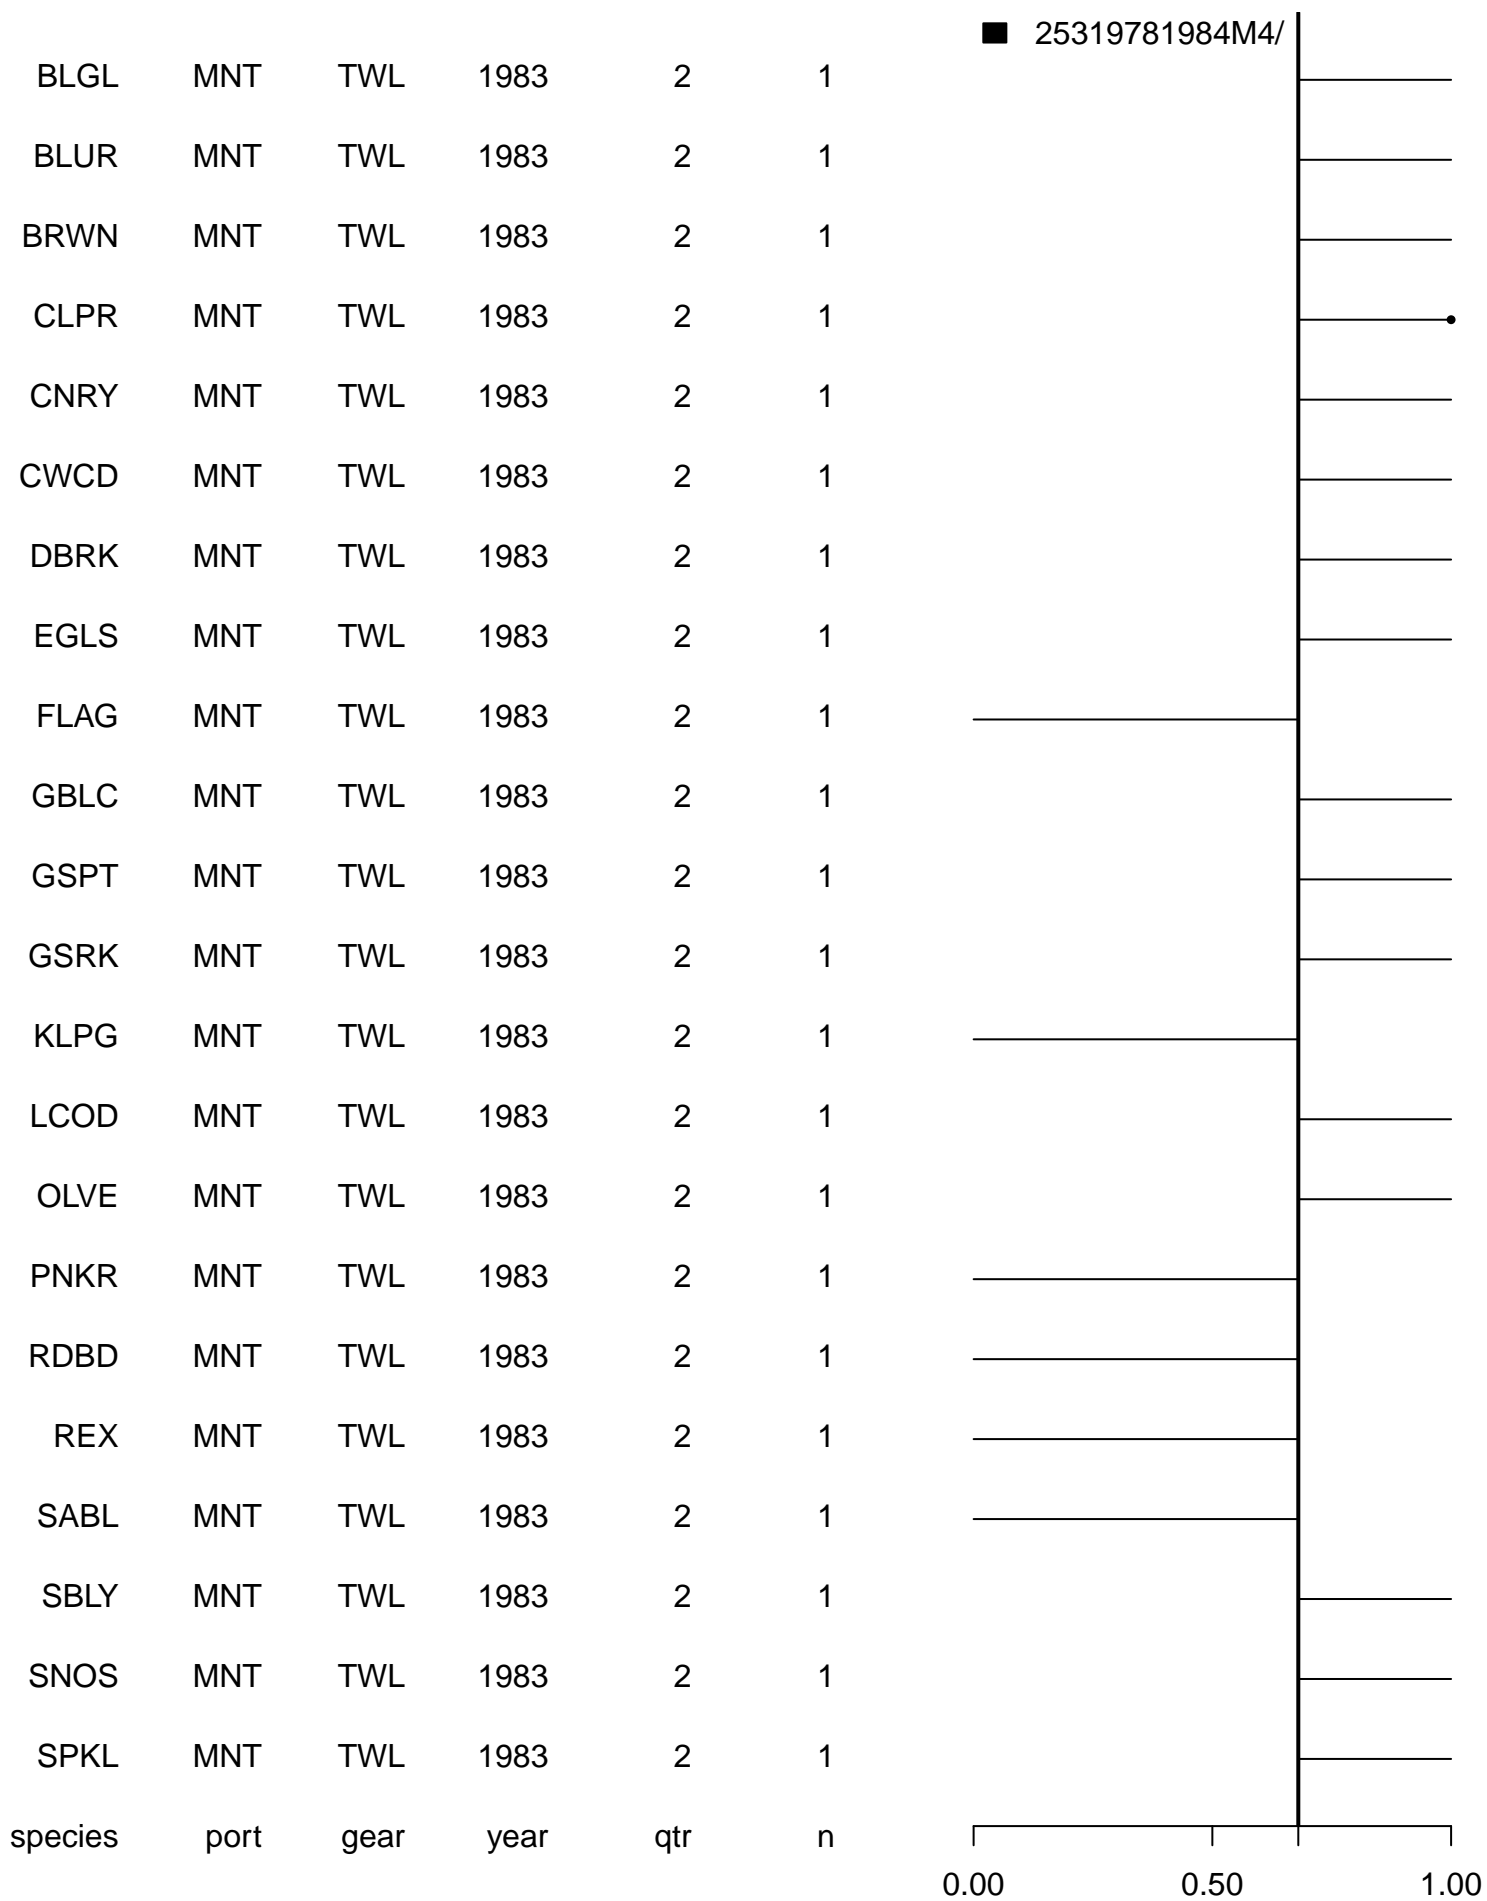 25319781984M4/
BLGL MNT TWL 1983 2 1
BLUR MNT TWL 1983 2 1
BRWN MNT TWL 1983 2 1
CLPR MNT TWL 1983 2 1
CNRY MNT TWL 1983 2 1
CWCD MNT TWL 1983 2 1
DBRK MNT TWL 1983 2 1
EGLS MNT TWL 1983 2 1
FLAG MNT TWL 1983 2 1
GBLC MNT TWL 1983 2 1
GSPT MNT TWL 1983 2 1
GSRK MNT TWL 1983 2 1
KLPG MNT TWL 1983 2 1
LCOD MNT TWL 1983 2 1
OLVE MNT TWL 1983 2 1
PNKR MNT TWL 1983 2 1
RDBD MNT TWL 1983 2 1
REX MNT TWL 1983 2 1
SABL MNT TWL 1983 2 1
SBLY MNT TWL 1983 2 1
SNOS MNT TWL 1983 2 1
SPKL MNT TWL 1983 2 1
species port gear year qtr n
0.00 0.50 1.00